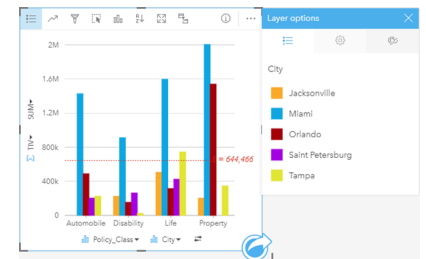 Layer options
2M
1.6M
1.2M
800k
400k
0
SUM
TIV
= 644,466
Automobile Disability Life Property
Policy_Class City
City
Jacksonville
Miami
Orlando
Saint Petersburg
Tampa